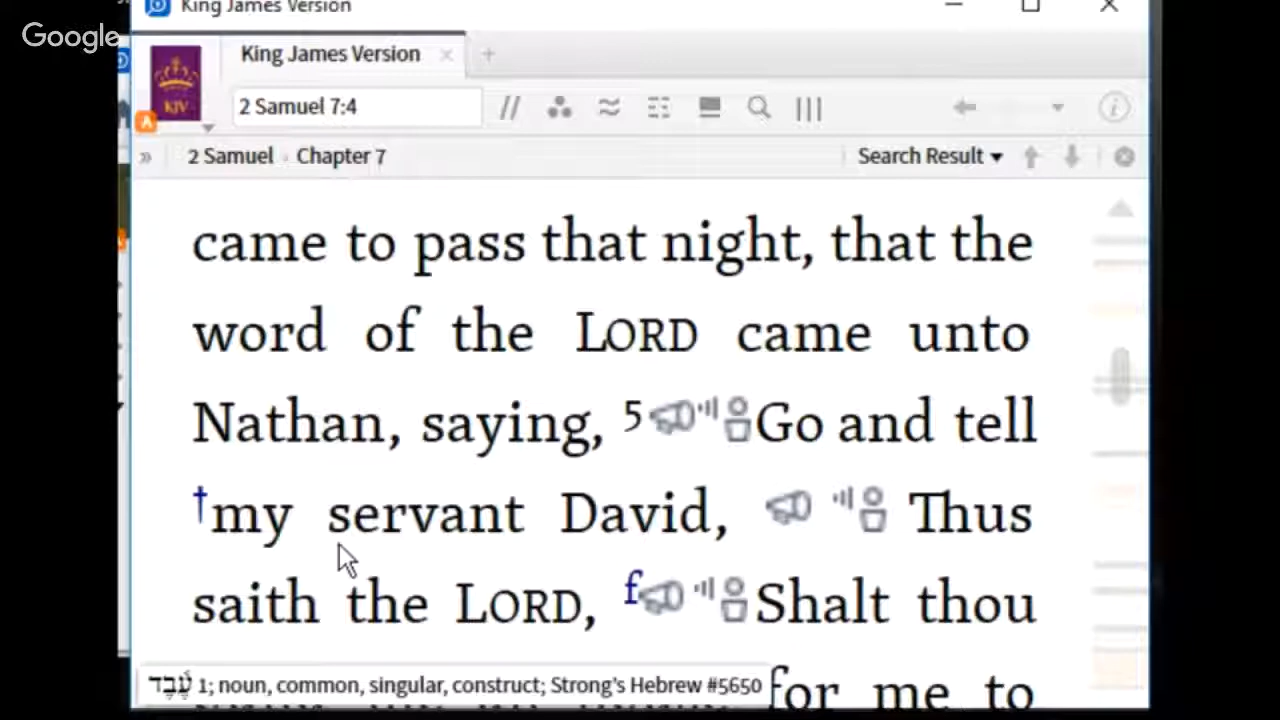 Google
King James Version
King James Version
KJV
A
2 Samuel 7:4
2 Samuel Chapter 7
Search Result
came to pass that night, that the
word of the LORD came unto
Nathan, saying, 5 Go and tell
†my servant David, Thus
saith the LORD, f Shalt thou
for me to
עֶבֶד 1; noun, common, singular, construct; Strong's Hebrew #5650